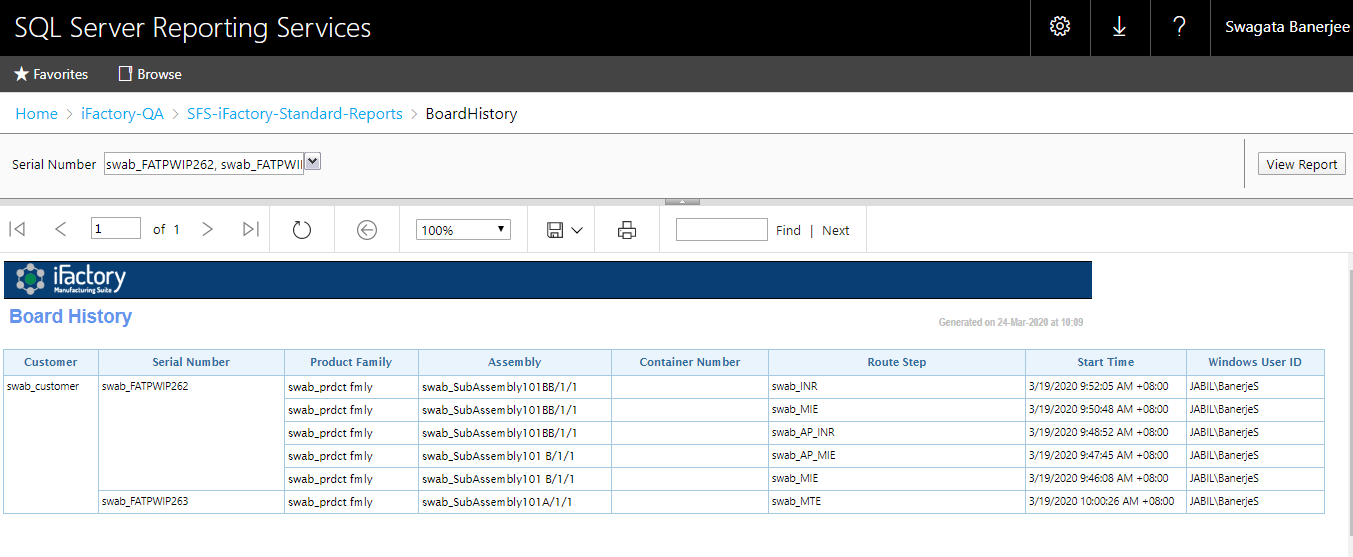 SQL Server Reporting Services
? Swagata Banerjee
Favorites Browse
Home > iFactory-QA > SFS-iFactory-Standard-Reports > BoardHistory
Serial Number swab_FATPWIP262, swab_FATPWI View Report
1 of 1 100% Find | Next
iFactory
Manufacturing Suite
Board History
Generated on 24-Mar-2020 at 10:09
Customer Serial Number Product Family Assembly Container Number Route Step Start Time Windows User ID
swab_customer swab_FATPWIP262 swab_prdct fmly swab_SubAssembly101BB/1/1 swab_INR 3/19/2020 9:52:05 AM +08:00 JABIL\BanerjeS
swab_prdct fmly swab_SubAssembly101BB/1/1 swab_MIE 3/19/2020 9:50:48 AM +08:00 JABIL\BanerjeS
swab_prdct fmly swab_SubAssembly101BB/1/1 swab_AP_INR 3/19/2020 9:48:52 AM +08:00 JABIL\BanerjeS
swab_prdct fmly swab_SubAssembly101 B/1/1 swab_AP_MIE 3/19/2020 9:47:45 AM +08:00 JABIL\BanerjeS
swab_prdct fmly swab_SubAssembly101 B/1/1 swab_MIE 3/19/2020 9:46:08 AM +08:00 JABIL\BanerjeS
swab_FATPWIP263 swab_prdct fmly swab_SubAssembly101A/1/1 swab_MTE 3/19/2020 10:00:26 AM +08:00 JABIL\BanerjeS